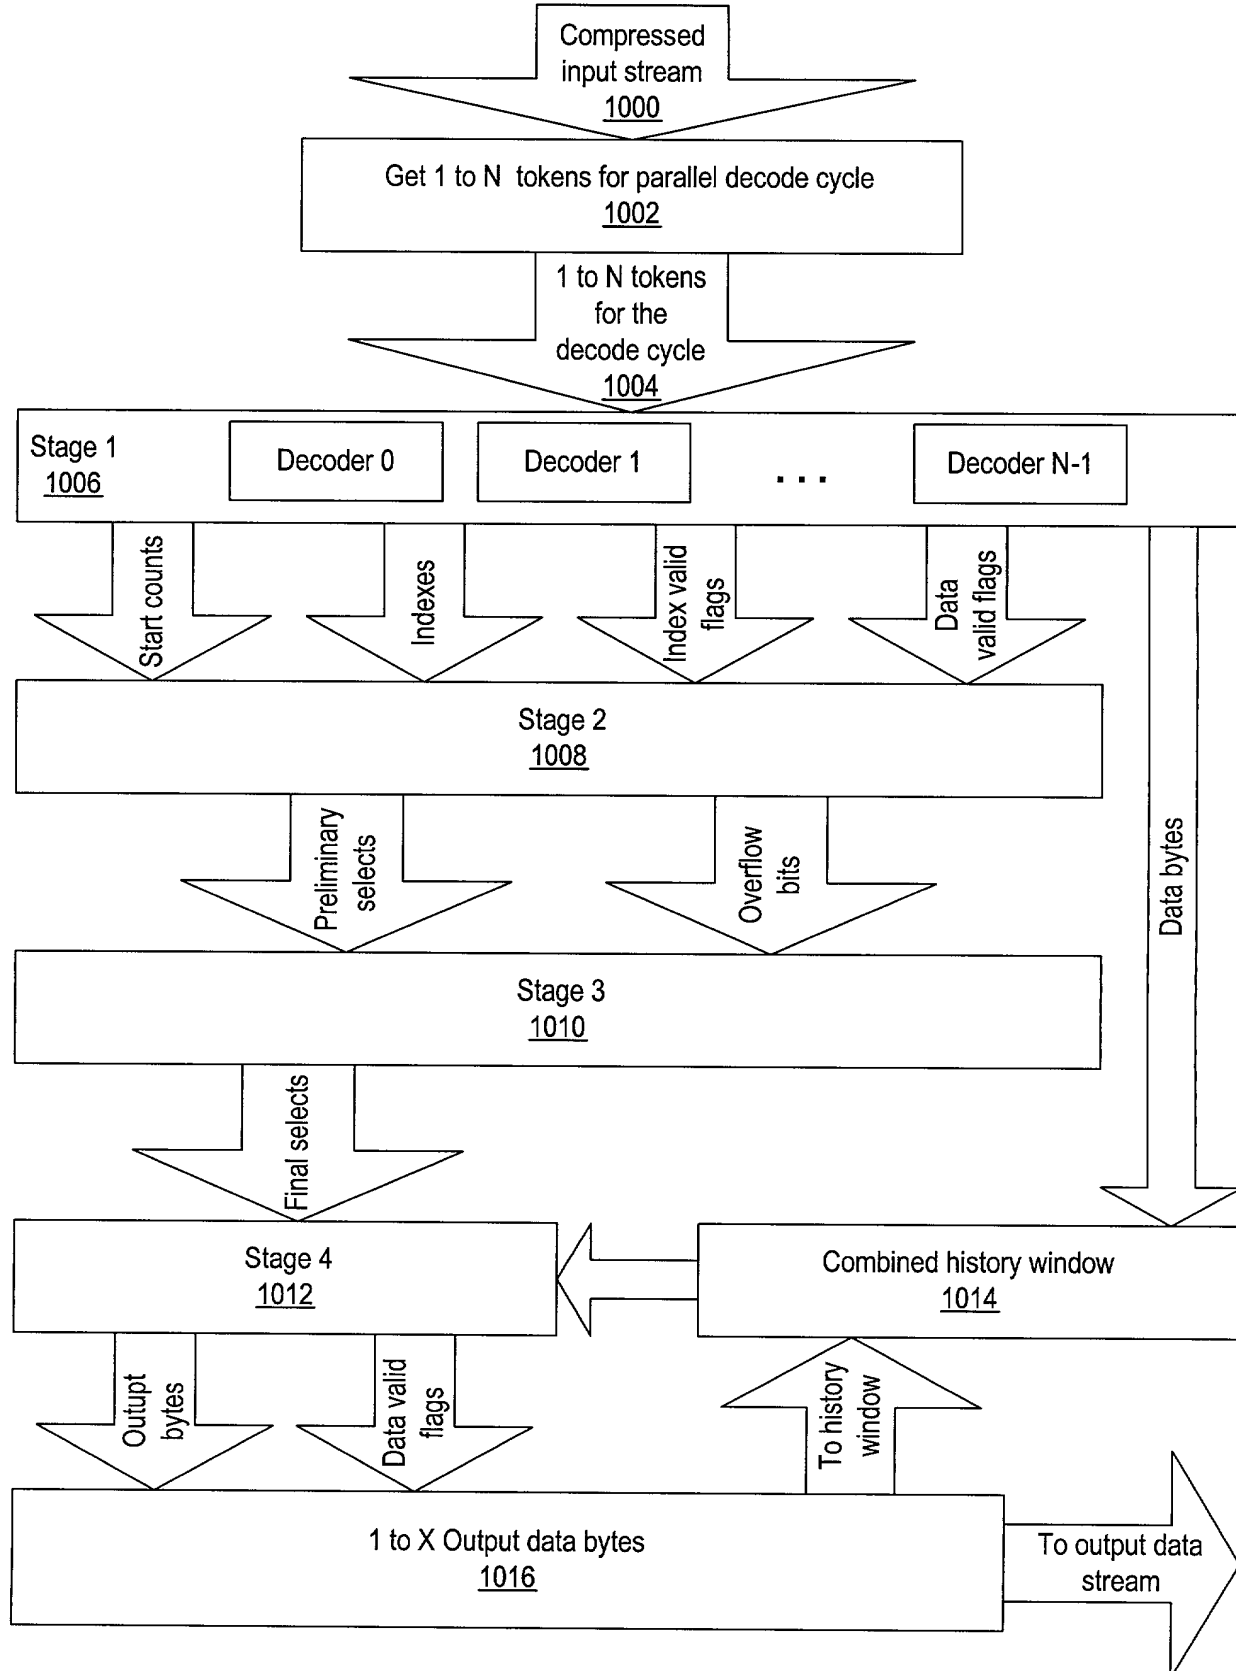 Compressed
input stream
1000
Get 1 to N tokens for parallel decode cycle
1002
1 to N tokens
for the
decode cycle
1004
Stage 1
1006
Decoder 0
Decoder 1
. . .
Decoder N-1
Start counts
Indexes
Index valid
flags
Data
valid flags
Stage 2
1008
Preliminary
selects
Overflow
bits
Data bytes
Stage 3
1010
Final selects
Stage 4
1012
Combined history window
1014
Outupt
bytes
Data valid
flags
To history
window
1 to X Output data bytes
1016
To output data
stream